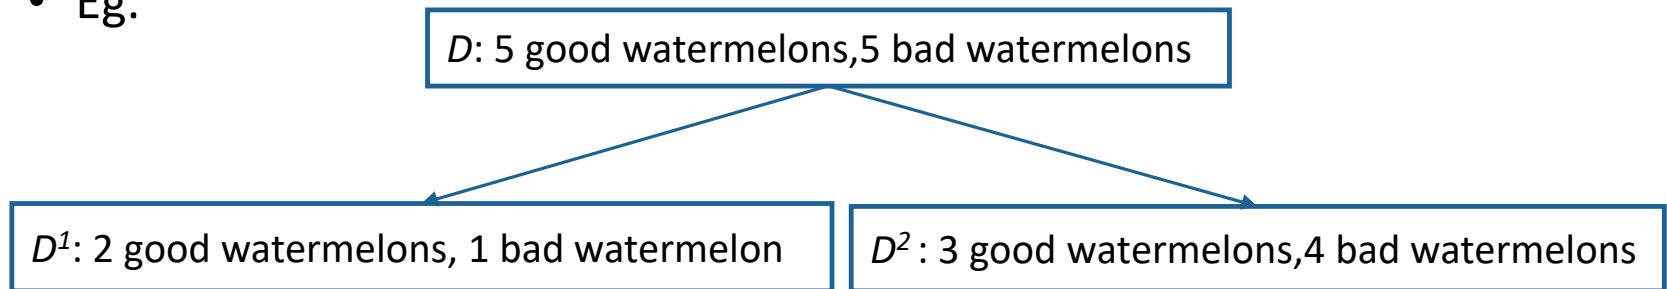 • Eg.
D: 5 good watermelons,5 bad watermelons
D¹: 2 good watermelons, 1 bad watermelon
D² : 3 good watermelons,4 bad watermelons